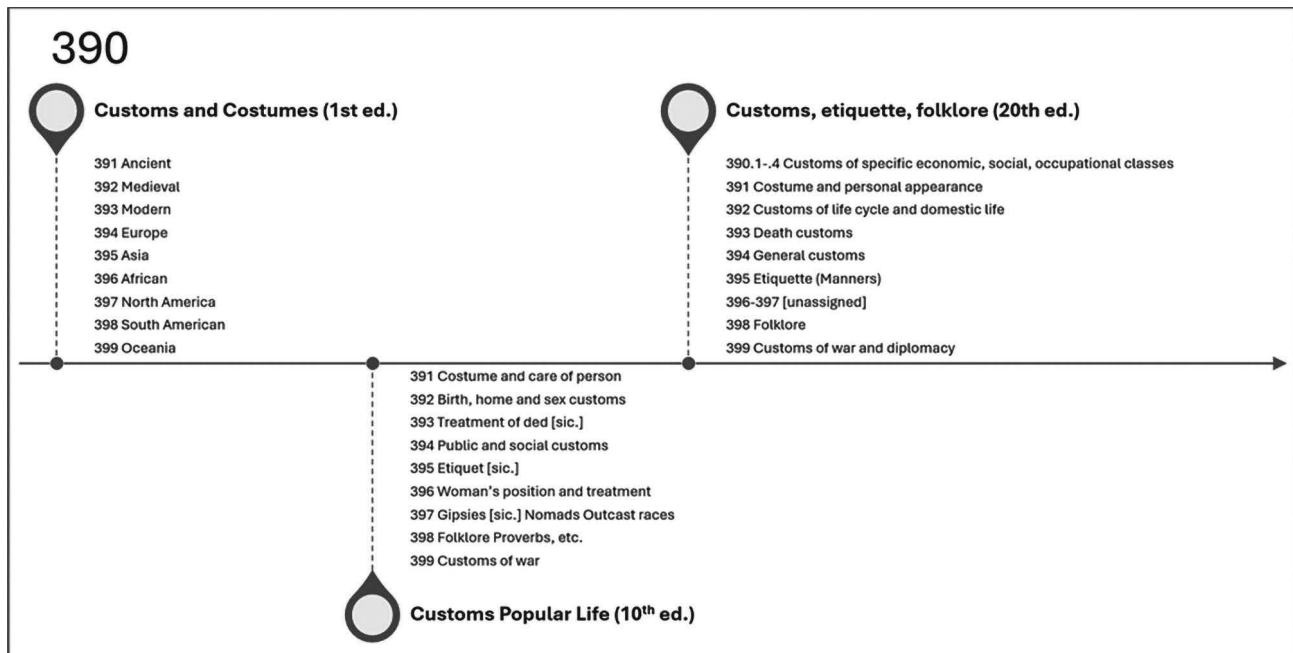 390
Customs and Costumes (1st ed.)
391 Ancient
392 Medieval
393 Modern
394 Europe
395 Asia
396 African
397 North America
398 South American
399 Oceania
Customs, etiquette, folklore (20th ed.)
390.1-.4 Customs of specific economic, social, occupational classes
391 Costume and personal appearance
392 Customs of life cycle and domestic life
393 Death customs
394 General customs
395 Etiquette (Manners)
396-397 [unassigned]
398 Folklore
399 Customs of war and diplomacy
391 Costume and care of person
392 Birth, home and sex customs
393 Treatment of ded [sic.]
394 Public and social customs
395 Etiquet [sic.]
396 Woman's position and treatment
397 Gipsies [sic.] Nomads Outcast races
398 Folklore Proverbs, etc.
399 Customs of war
Customs Popular Life (10th ed.)